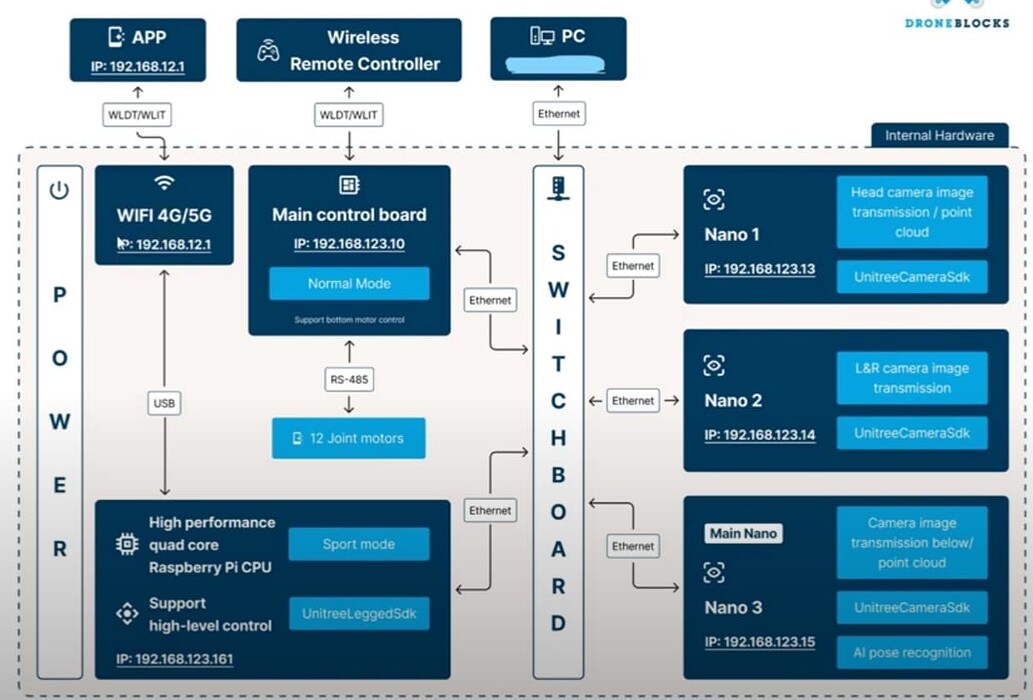 DRONEBLOCKS
APP
IP: 192.168.12.1
Wireless
Remote Controller
PC
WLDT/WLIT
WLDT/WLIT
Ethernet
Internal Hardware
POWER
WIFI 4G/5G
IP: 192.168.12.1
Main control board
IP: 192.168.123.10
Normal Mode
Support bottom motor control
Ethernet
RS-485
12 Joint motors
USB
High performance
quad core
Raspberry Pi CPU
Sport mode
Support
high-level control
UnitreeLeggedSdk
IP: 192.168.123.161
Ethernet
SWITCHBOARD
Ethernet
Nano 1
IP: 192.168.123.13
Head camera image
transmission / point
cloud
UnitreeCameraSdk
Ethernet
Nano 2
IP: 192.168.123.14
L&R camera image
transmission
UnitreeCameraSdk
Ethernet
Main Nano
Nano 3
IP: 192.168.123.15
Camera image
transmission below/
point cloud
UnitreeCameraSdk
AI pose recognition